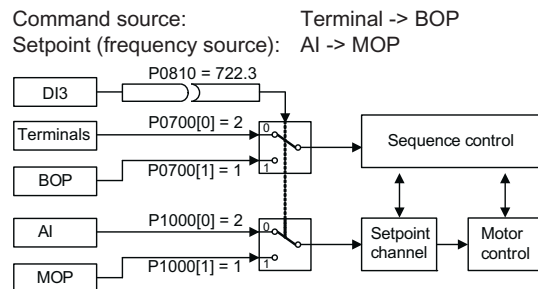 Command source: Terminal -> BOP
Setpoint (frequency source): AI -> MOP
P0810 = 722.3
DI3
Terminals
P0700[0] = 2
0
Sequence control
BOP
P0700[1] = 1
1
AI
P1000[0] = 2
0
Setpoint
channel
Motor
control
MOP
P1000[1] = 1
1